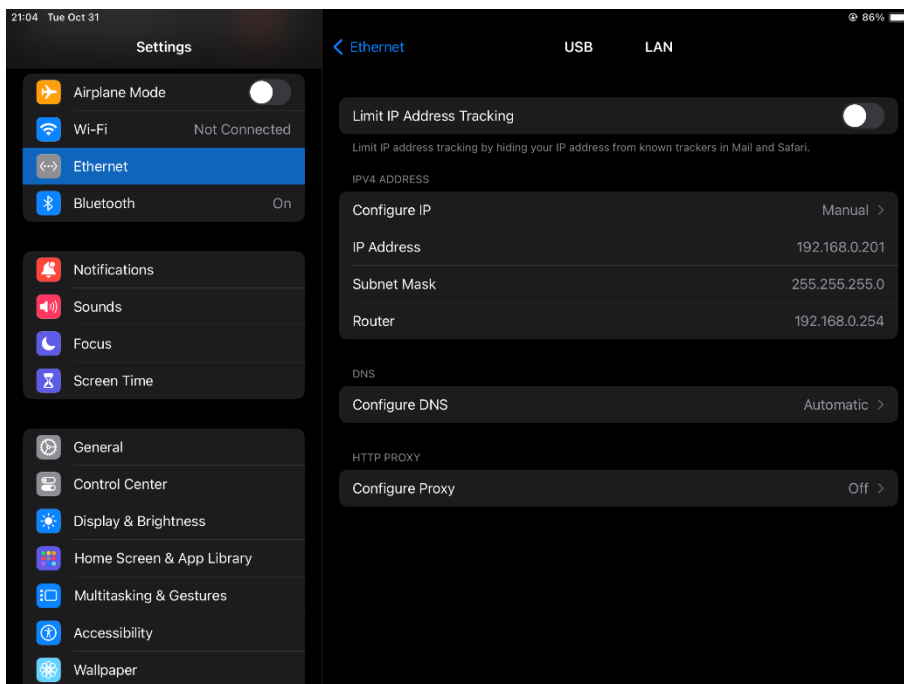 21:04 Tue Oct 31
86%
Settings
Airplane Mode
Wi-Fi Not Connected
Ethernet
Bluetooth On
Notifications
Sounds
Focus
Screen Time
General
Control Center
Display & Brightness
Home Screen & App Library
Multitasking & Gestures
Accessibility
Wallpaper
Ethernet
USB LAN
Limit IP Address Tracking
Limit IP address tracking by hiding your IP address from known trackers in Mail and Safari.
IPV4 ADDRESS
Configure IP Manual
IP Address 192.168.0.201
Subnet Mask 255.255.255.0
Router 192.168.0.254
DNS
Configure DNS Automatic
HTTP PROXY
Configure Proxy Off